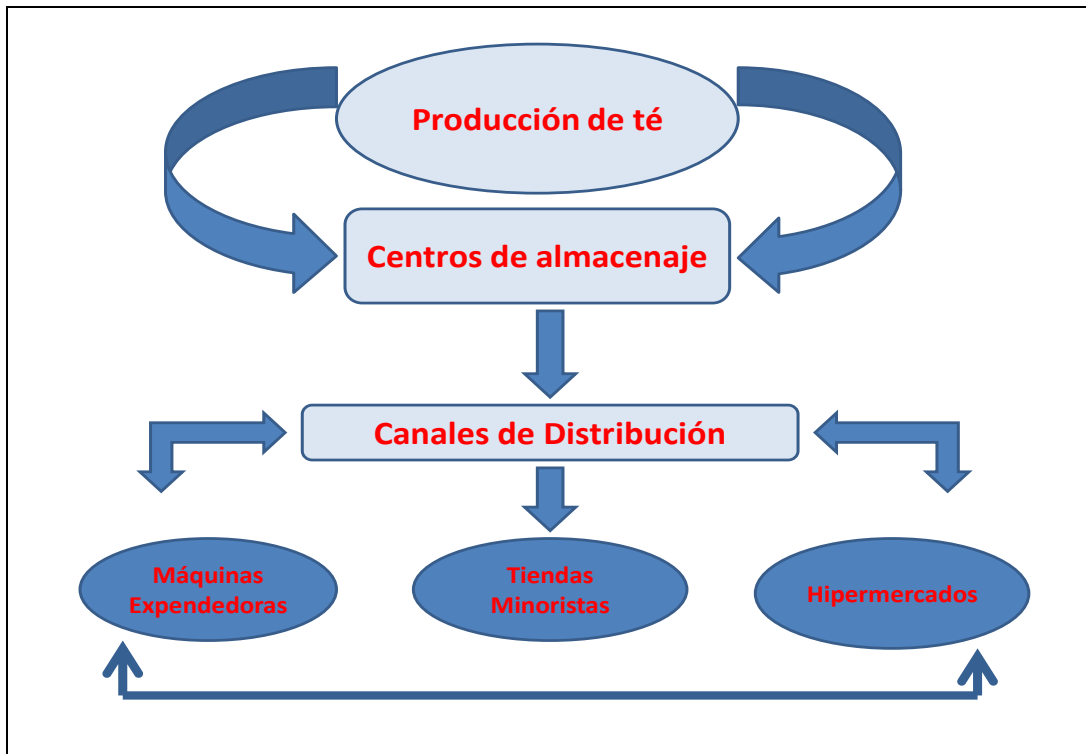 Producción de té
Centros de almacenaje
Canales de Distribución
Máquinas
Expendedoras
Tiendas
Minoristas
Hipermercados